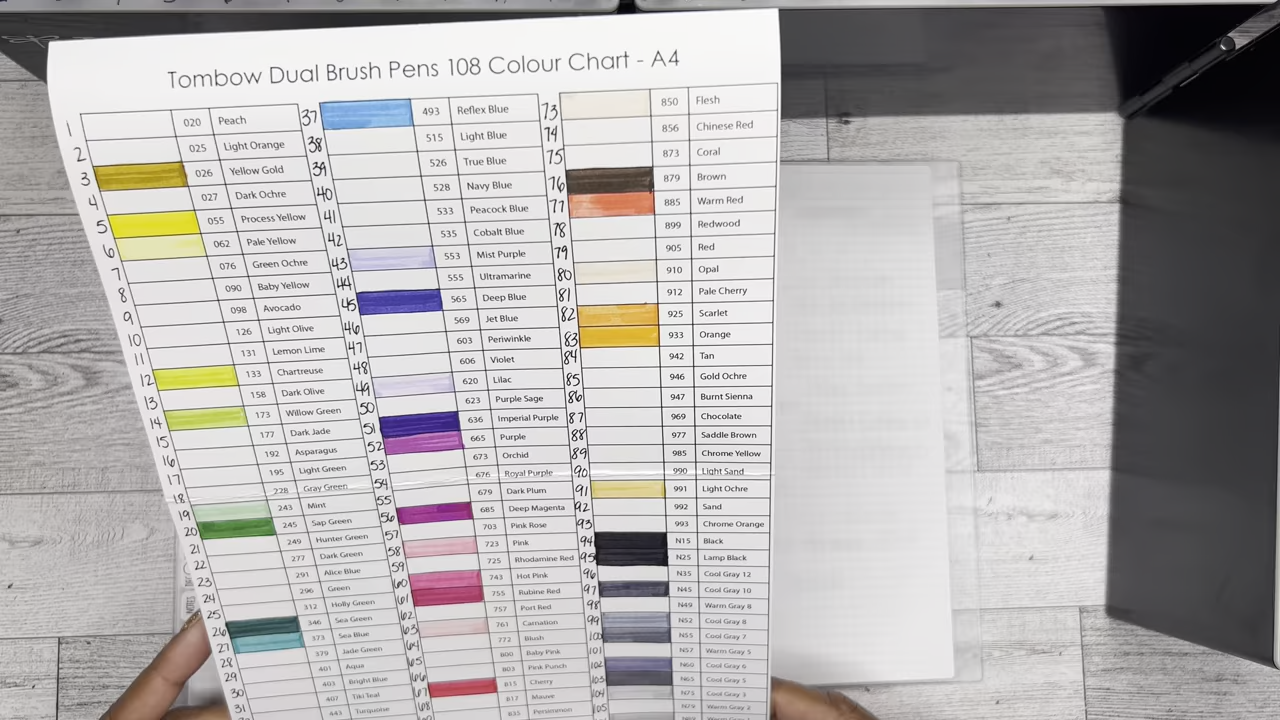 Tombow Dual Brush Pens 108 Colour Chart - A4
1 020 Peach
2 025 Light Orange
3 026 Yellow Gold
4 027 Dark Ochre
5 055 Process Yellow
6 062 Pale Yellow
7 076 Green Ochre
8 090 Baby Yellow
9 098 Avocado
10 126 Light Olive
11 131 Lemon Lime
12 133 Chartreuse
13 158 Dark Olive
14 173 Willow Green
15 177 Dark Jade
16 192 Asparagus
17 195 Light Green
18 228 Gray Green
19 243 Mint
20 245 Sap Green
21 249 Hunter Green
22 277 Dark Green
23 291 Alice Blue
24 296 Green
25 312 Holly Green
26 346 Sea Green
27 373 Sea Blue
28 379 Jade Green
29 401 Aqua
30 403 Bright Blue
31 407 Tiki Teal
443 Turquoise
37 493 Reflex Blue
38 515 Light Blue
39 526 True Blue
40 528 Navy Blue
41 533 Peacock Blue
42 535 Cobalt Blue
43 553 Mist Purple
44 555 Ultramarine
45 565 Deep Blue
46 569 Jet Blue
47 603 Periwinkle
48 606 Violet
49 620 Lilac
50 623 Purple Sage
51 636 Imperial Purple
52 665 Purple
53 673 Orchid
54 676 Royal Purple
55 679 Dark Plum
56 685 Deep Magenta
57 703 Pink Rose
58 723 Pink
59 725 Rhodamine Red
60 743 Hot Pink
61 755 Rubine Red
62 757 Port Red
63 761 Carnation
64 772 Blush
65 800 Baby Pink
66 803 Pink Punch
67 815 Cherry
68 817 Mauve
835 Persimmon
73 850 Flesh
74 856 Chinese Red
75 873 Coral
76 879 Brown
77 885 Warm Red
78 899 Redwood
79 905 Red
80 910 Opal
81 912 Pale Cherry
82 925 Scarlet
83 933 Orange
84 942 Tan
85 946 Gold Ochre
86 947 Burnt Sienna
87 969 Chocolate
88 977 Saddle Brown
89 985 Chrome Yellow
90 990 Light Sand
91 991 Light Ochre
92 992 Sand
93 993 Chrome Orange
94 N15 Black
95 N25 Lamp Black
96 N35 Cool Gray 12
97 N45 Cool Gray 10
98 N49 Warm Gray 8
99 N52 Cool Gray 8
100 N55 Cool Gray 7
101 N57 Warm Gray 5
102 N60 Cool Gray 6
103 N65 Cool Gray 5
104 N75 Cool Gray 3
105 Warm Gray 2